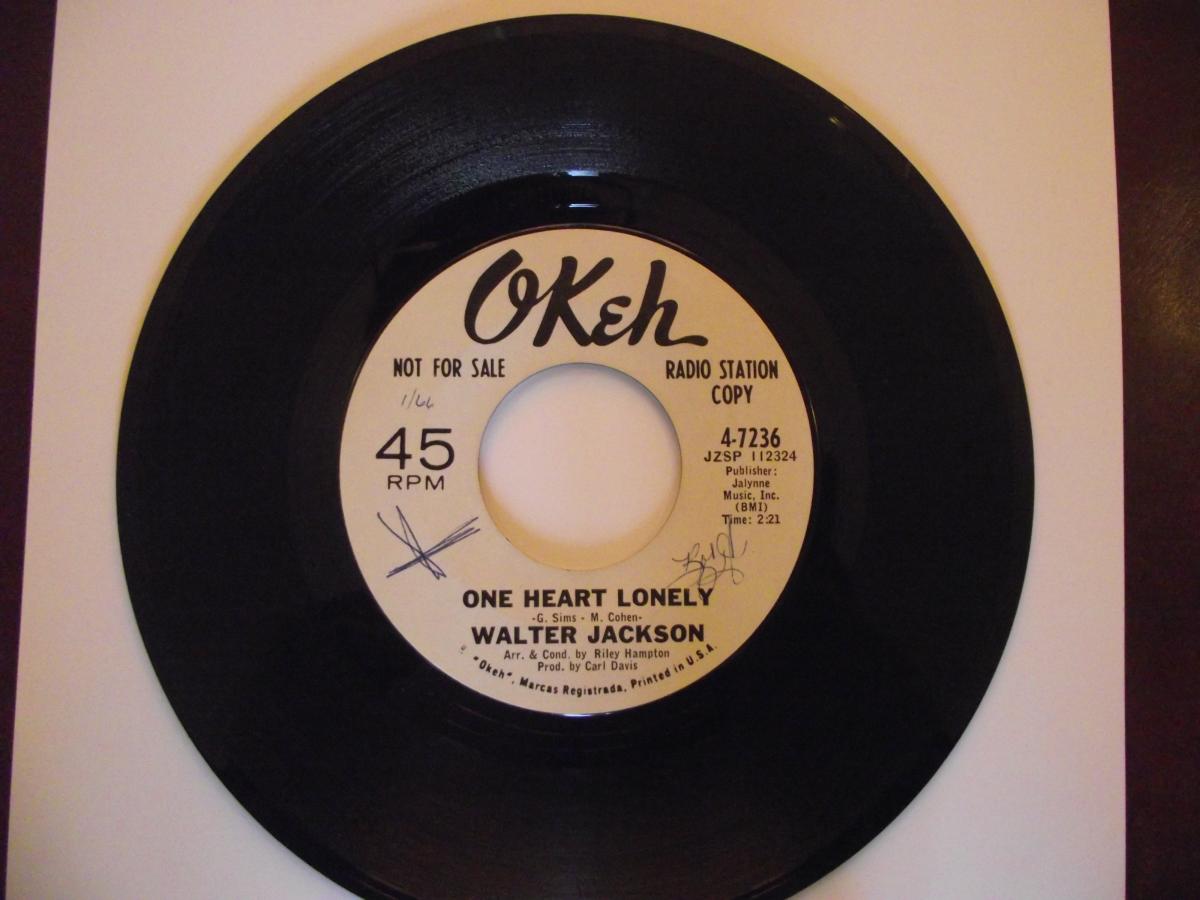 OKeh
NOT FOR SALE
RADIO STATION
COPY
1/66
45
RPM
4-7236
JZSP 112324
Publisher:
Jalynne
Music, Inc.
(BMI)
Time: 2:21
ONE HEART LONELY
-G. Sims - M. Cohen-
WALTER JACKSON
Arr. & Cond. by Riley Hampton
Prod. by Carl Davis
"Okeh", Marcas Registrada, Printed in U.S.A.